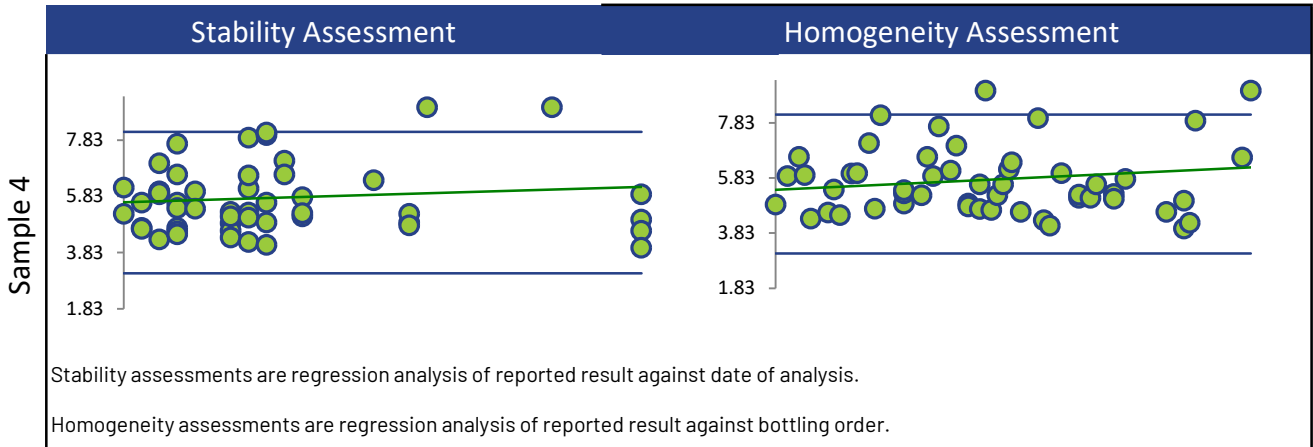 Stability Assessment
Homogeneity Assessment
Sample 4
7.83
5.83
3.83
1.83
7.83
5.83
3.83
1.83
Stability assessments are regression analysis of reported result against date of analysis.
Homogeneity assessments are regression analysis of reported result against bottling order.